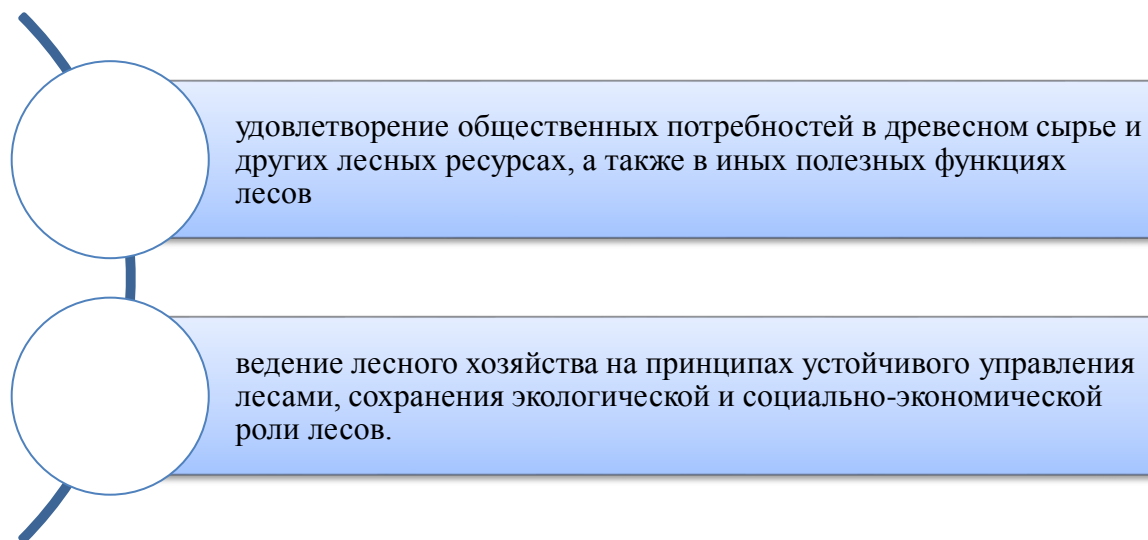 удовлетворение общественных потребностей в древесном сырье и
других лесных ресурсах, а также в иных полезных функциях
лесов
ведение лесного хозяйства на принципах устойчивого управления
лесами, сохранения экологической и социально-экономической
роли лесов.